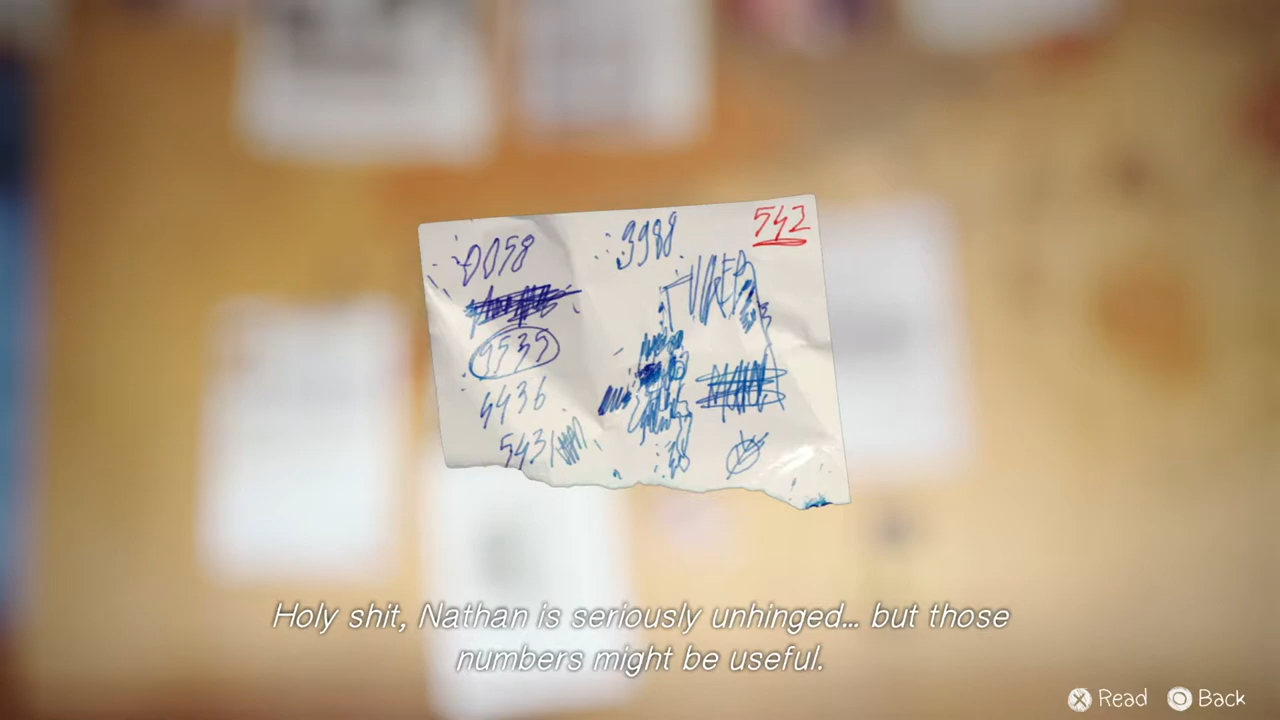 542
0058
3988
9539
4436
543
Holy shit, Nathan is seriously unhinged... but those
numbers might be useful.
Read
Back